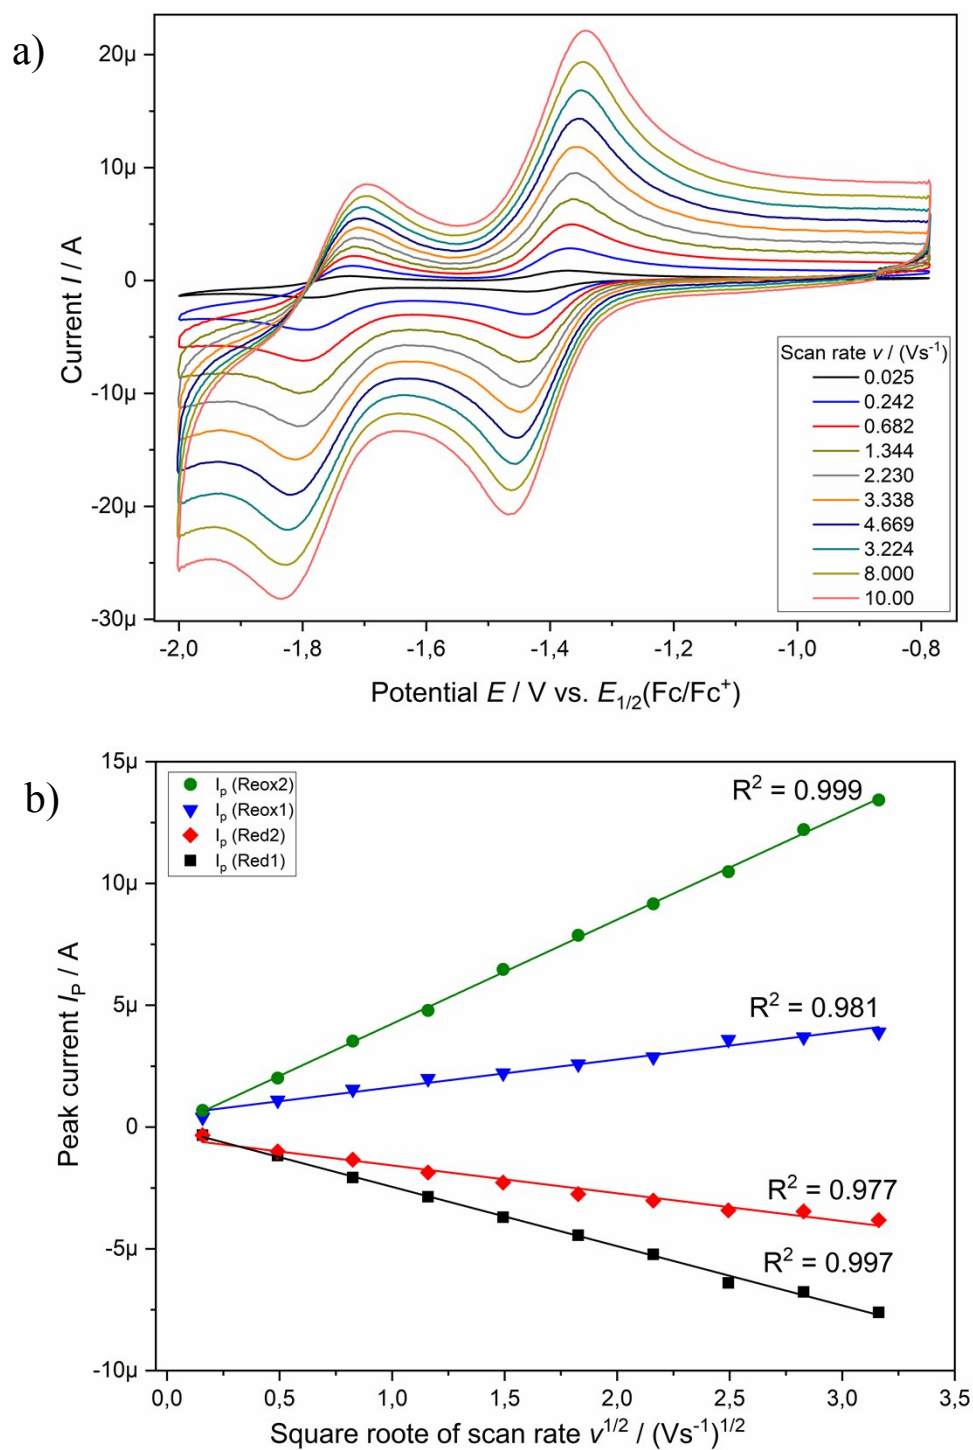 a)
20µ
10µ
0
-10µ
-20µ
-30µ
Current I / A
Scan rate v / (Vs⁻¹)
0.025
0.242
0.682
1.344
2.230
3.338
4.669
3.224
8.000
10.00
-2,0 -1,8 -1,6 -1,4 -1,2 -1,0 -0,8
Potential E / V vs. E₁/₂(Fc/Fc⁺)
b)
15µ
10µ
5µ
0
-5µ
-10µ
Peak current Iₚ / A
Iₚ (Reox2)
Iₚ (Reox1)
Iₚ (Red2)
Iₚ (Red1)
R² = 0.999
R² = 0.981
R² = 0.977
R² = 0.997
0,0 0,5 1,0 1,5 2,0 2,5 3,0 3,5
Square roote of scan rate v¹ᐟ² / (Vs⁻¹)¹ᐟ²